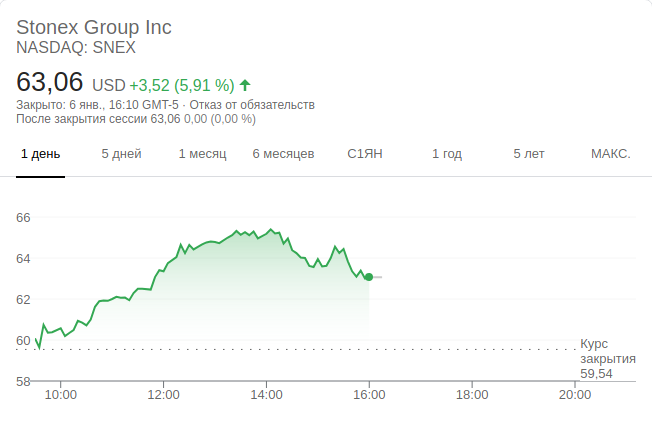 Stonex Group Inc
NASDAQ: SNEX
63,06 USD +3,52 (5,91 %)
Закрыто: 6 янв., 16:10 GMT-5 · Отказ от обязательств
После закрытия сессии 63,06 0,00 (0,00 %)
1 день 5 дней 1 месяц 6 месяцев С1ЯН 1 год 5 лет МАКС.
66
64
62
60
Курс
закрытия
59,54
58
10:00 12:00 14:00 16:00 18:00 20:00